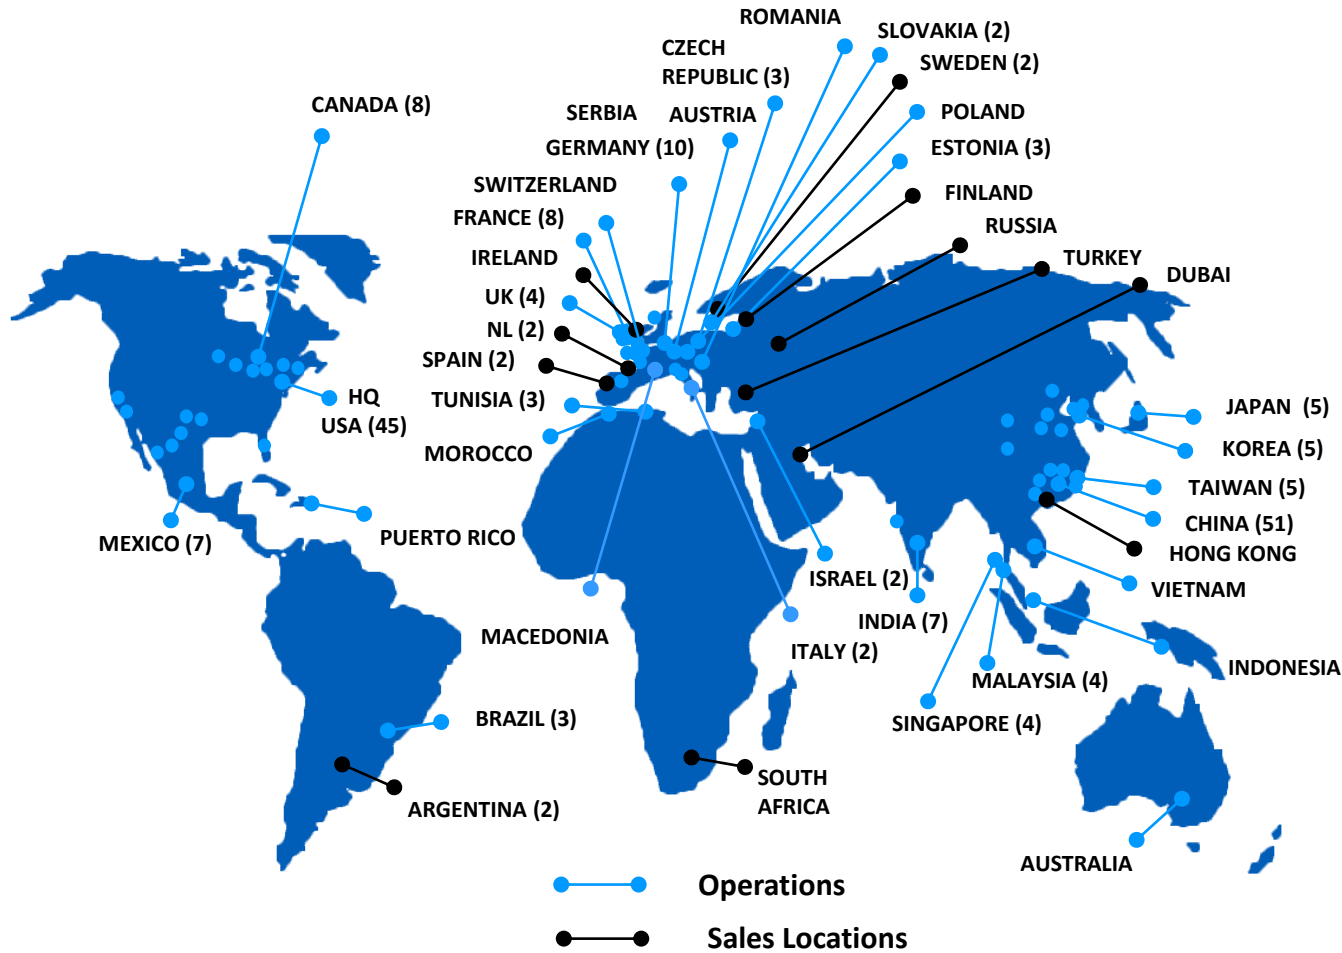 ROMANIA
SLOVAKIA (2)
CZECH
REPUBLIC (3)
SWEDEN (2)
CANADA (8)
SERBIA
AUSTRIA
POLAND
GERMANY (10)
ESTONIA (3)
SWITZERLAND
FINLAND
FRANCE (8)
RUSSIA
IRELAND
TURKEY
DUBAI
UK (4)
NL (2)
SPAIN (2)
HQ
USA (45)
TUNISIA (3)
JAPAN (5)
MOROCCO
KOREA (5)
TAIWAN (5)
CHINA (51)
MEXICO (7)
PUERTO RICO
HONG KONG
ISRAEL (2)
VIETNAM
INDIA (7)
MACEDONIA
ITALY (2)
INDONESIA
MALAYSIA (4)
SINGAPORE (4)
BRAZIL (3)
SOUTH
AFRICA
ARGENTINA (2)
AUSTRALIA
Operations
Sales Locations